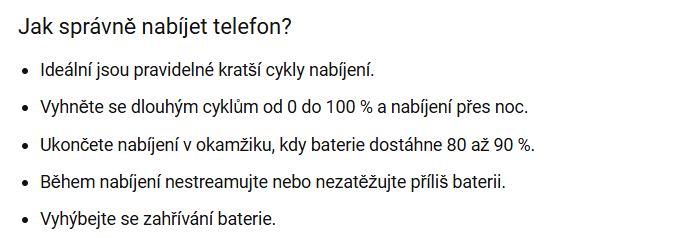 Jak správně nabíjet telefon?
• Ideální jsou pravidelné kratší cykly nabíjení.
• Vyhněte se dlouhým cyklům od 0 do 100 % a nabíjení přes noc.
• Ukončete nabíjení v okamžiku, kdy baterie dostáhne 80 až 90 %.
• Během nabíjení nestreamujte nebo nezatěžujte příliš baterii.
• Vyhýbejte se zahřívání baterie.